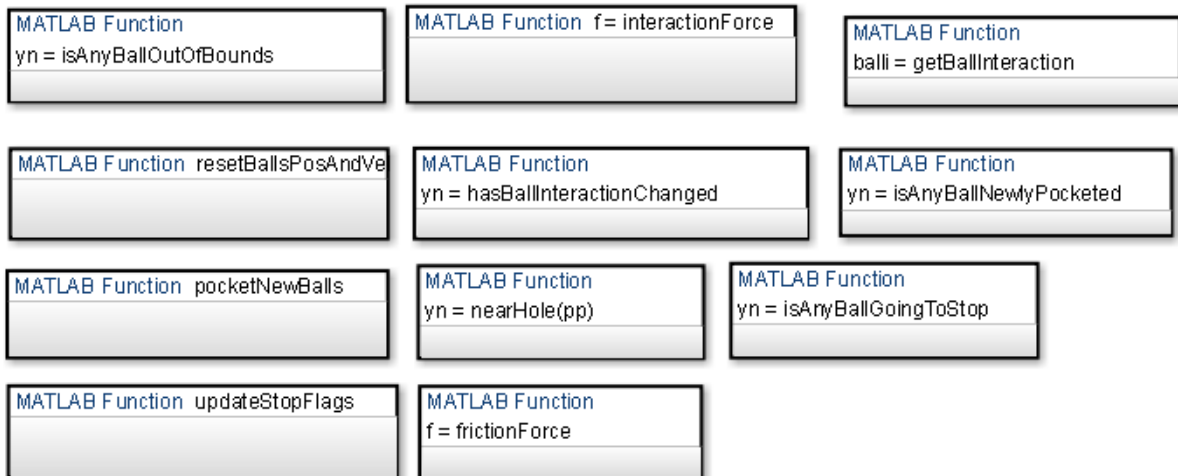 MATLAB Function
yn = isAnyBallOutOfBounds
MATLAB Function f = interactionForce
MATLAB Function
balli = getBallInteraction
MATLAB Function resetBallsPosAndVe
MATLAB Function
yn = hasBallInteractionChanged
MATLAB Function
yn = isAnyBallNewlyPocketed
MATLAB Function pocketNewBalls
MATLAB Function
yn = nearHole(pp)
MATLAB Function
yn = isAnyBallGoingToStop
MATLAB Function updateStopFlags
MATLAB Function
f = frictionForce